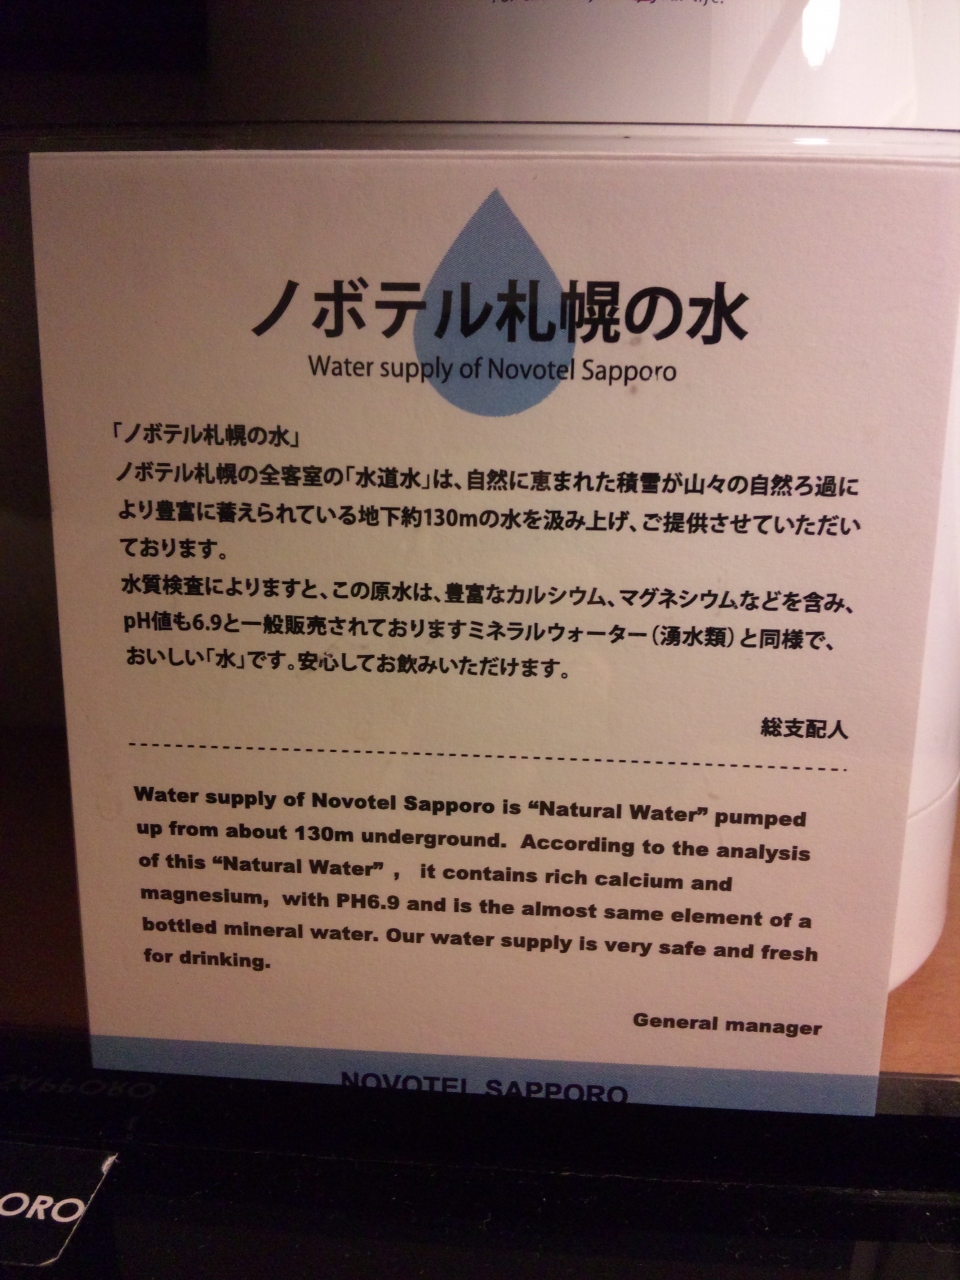 ノボテル札幌の水
Water supply of Novotel Sapporo
「ノボテル札幌の水」
ノボテル札幌の全客室の「水道水」は、自然に恵まれた積雪が山々の自然ろ過に
より豊富に蓄えられている地下約130mの水を汲み上げ、ご提供させていただい
ております。
水質検査によりますと、この原水は、豊富なカルシウム、マグネシウムなどを含み、
pH値も6.9と一般販売されておりますミネラルウォーター（湧水類）と同様で、
おいしい「水」です。安心してお飲みいただけます。
総支配人
Water supply of Novotel Sapporo is “Natural Water” pumped
up from about 130m underground. According to the analysis
of this “Natural Water” , it contains rich calcium and
magnesium, with PH6.9 and is the almost same element of a
bottled mineral water. Our water supply is very safe and fresh
for drinking.
General manager
NOVOTEL SAPPORO
SAPPORO
ORO